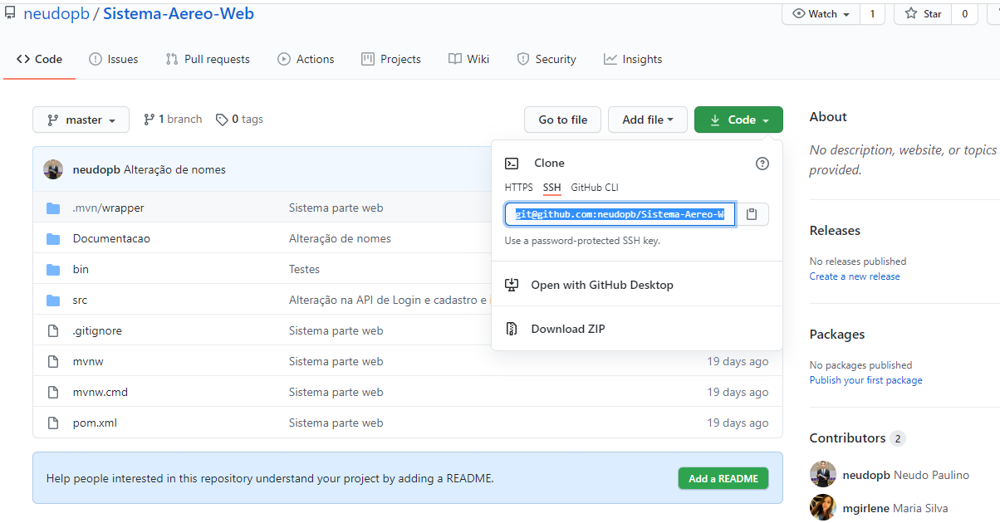 neudopb / Sistema-Aereo-Web
Watch 1 Star 0
Code Issues Pull requests Actions Projects Wiki Security Insights
master 1 branch 0 tags Go to file Add file Code
neudopb Alteração de nomes
.mvn/wrapper Sistema parte web
Documentacao Alteração de nomes
bin Testes
src Alteração na API de Login e cadastro e
.gitignore Sistema parte web
mvnw Sistema parte web 19 days ago
mvnw.cmd Sistema parte web 19 days ago
pom.xml Sistema parte web 19 days ago
Clone
HTTPS SSH GitHub CLI
git@github.com:neudopb/Sistema-Aereo-W
Use a password-protected SSH key.
Open with GitHub Desktop
Download ZIP
Help people interested in this repository understand your project by adding a README.
Add a README
About
No description, website, or topics
provided.
Releases
No releases published
Create a new release
Packages
No packages published
Publish your first package
Contributors 2
neudopb Neudo Paulino
mgirlene Maria Silva